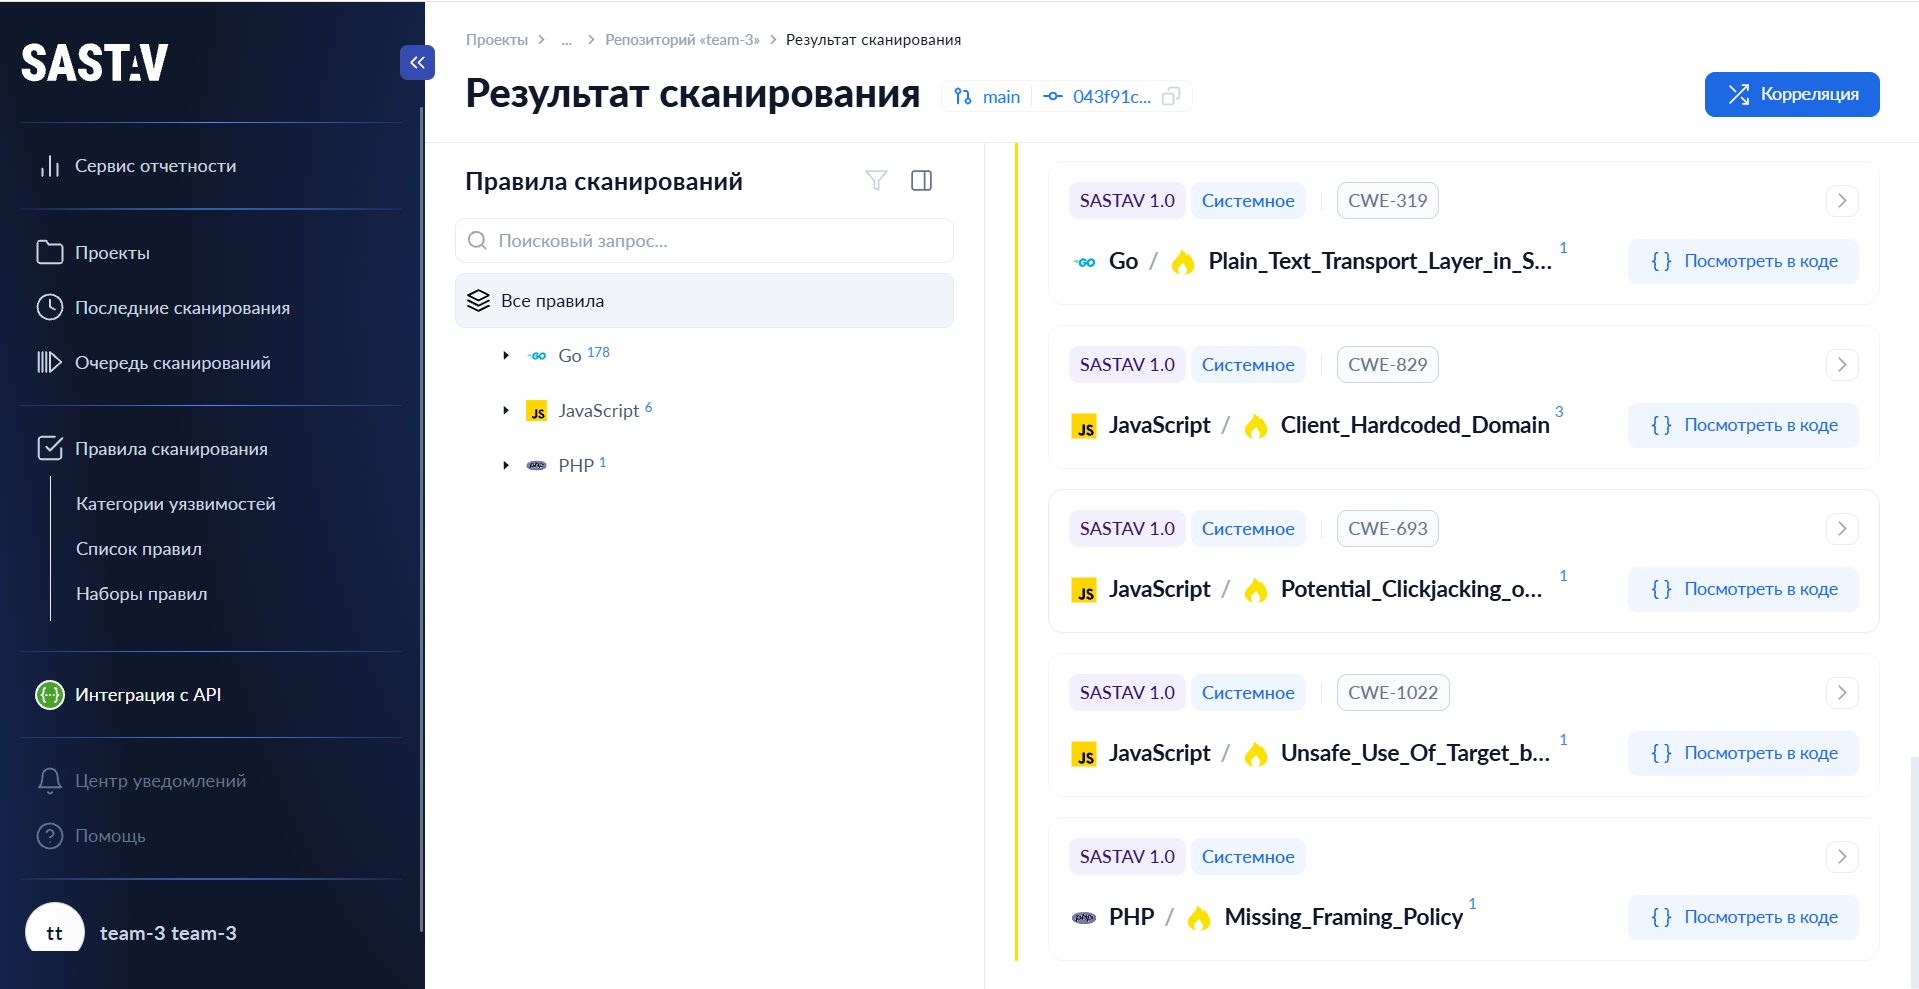 SASTAV
Сервис отчетности
Проекты
Последние сканирования
Очередь сканирований
Правила сканирования
Категории уязвимостей
Список правил
Наборы правил
Интеграция с API
Центр уведомлений
Помощь
tt team-3 team-3
Проекты > ... > Репозиторий «team-3» > Результат сканирования
Результат сканирования main 043f91c...
Корреляция
Правила сканирований
Поисковый запрос...
Все правила
Go 178
JavaScript 6
PHP 1
SASTAV 1.0 Системное CWE-319
Go / Plain_Text_Transport_Layer_in_S... 1 Посмотреть в коде
SASTAV 1.0 Системное CWE-829
JavaScript / Client_Hardcoded_Domain 3 Посмотреть в коде
SASTAV 1.0 Системное CWE-693
JavaScript / Potential_Clickjacking_o... 1 Посмотреть в коде
SASTAV 1.0 Системное CWE-1022
JavaScript / Unsafe_Use_Of_Target_b... 1 Посмотреть в коде
SASTAV 1.0 Системное
PHP / Missing_Framing_Policy 1 Посмотреть в коде